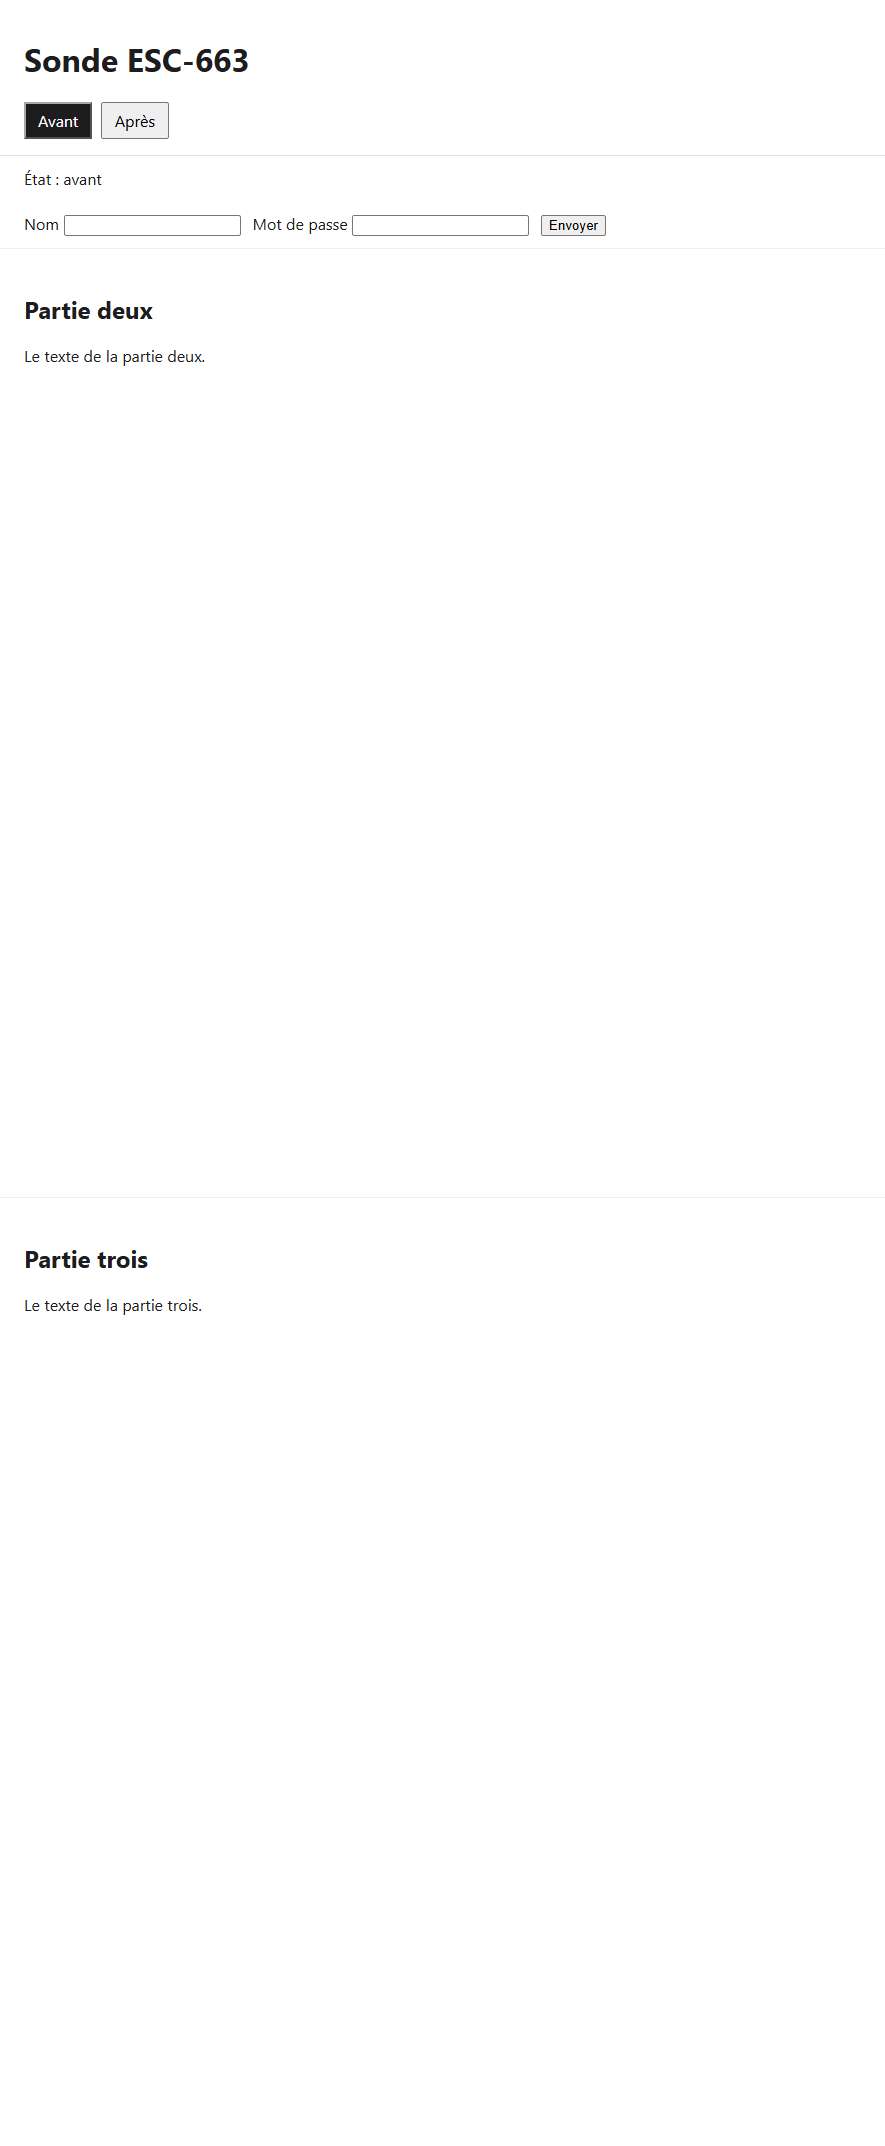 Sonde ESC-663
Avant Après
État : avant
Nom Mot de passe Envoyer
Partie deux
Le texte de la partie deux.
Partie trois
Le texte de la partie trois.